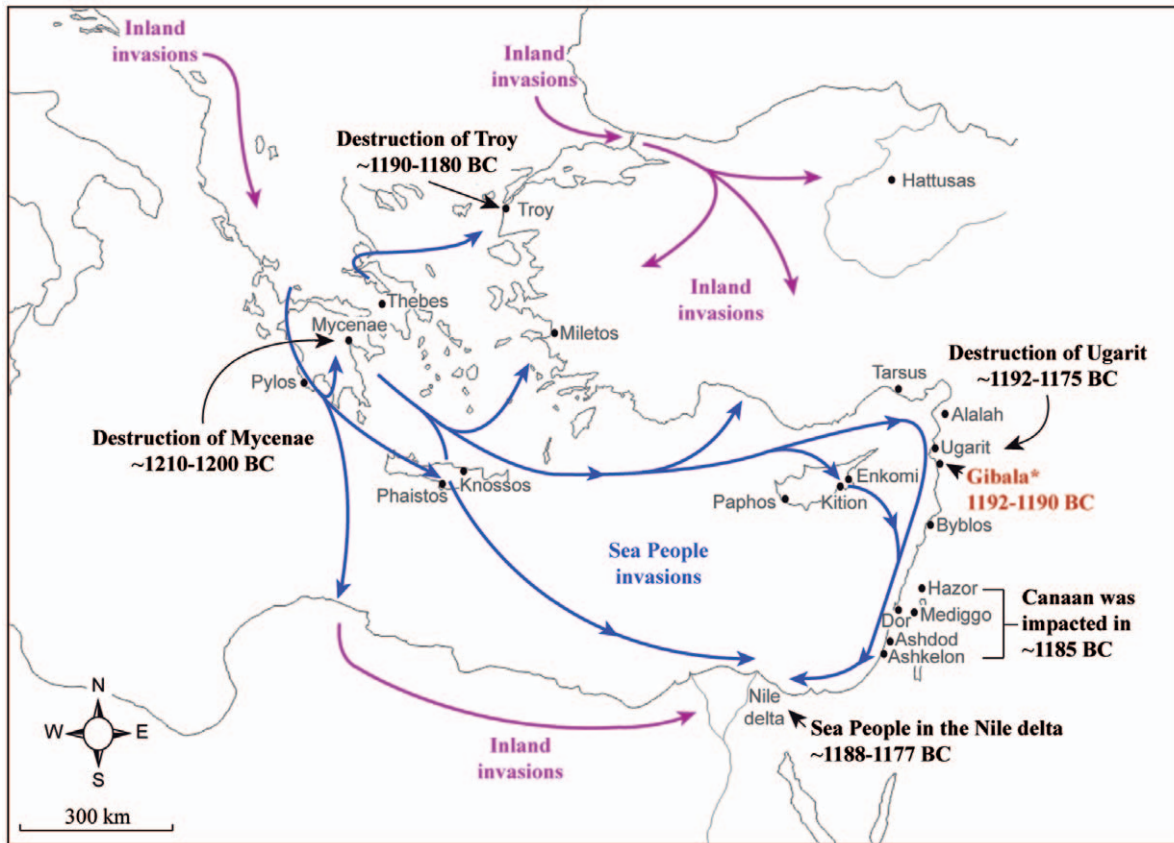 Inland
invasions
Inland
invasions
Destruction of Troy
~1190-1180 BC
Hattusas
Troy
Inland
invasions
Thebes
Mycenae
Miletos
Destruction of Ugarit
~1192-1175 BC
Tarsus
Pylos
Alalah
Destruction of Mycenae
~1210-1200 BC
Ugarit
Gibala*
1192-1190 BC
Knossos
Phaistos
Enkomi
Paphos
Kition
Byblos
Sea People
invasions
Hazor
Dor
Mediggo
Ashdod
Ashkelon
Canaan was
impacted in
~1185 BC
N
W
E
S
Nile
delta
Sea People in the Nile delta
~1188-1177 BC
Inland
invasions
300 km